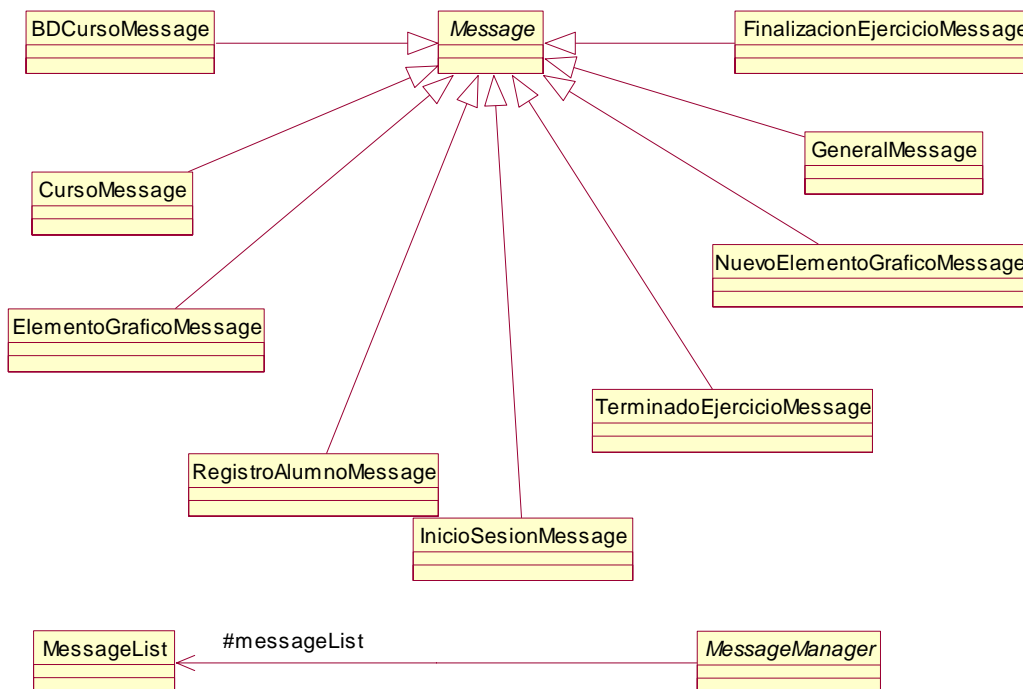 BDCursoMessage
Message
FinalizacionEjercicioMessage
GeneralMessage
CursoMessage
NuevoElementoGraficoMessage
ElementoGraficoMessage
TerminadoEjercicioMessage
RegistroAlumnoMessage
InicioSesionMessage
#messageList
MessageList
MessageManager